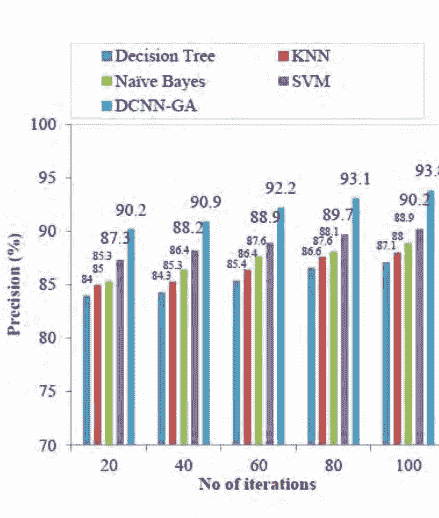 Decision Tree KNN
Naïve Bayes SVM
DCNN-GA
Precision (%)
100
95
90
85
80
75
70
84 85 85.3 87.3 90.2
84.3 85.3 86.4 88.2 90.9
85.4 86.4 87.6 88.9 92.2
86.6 87.6 88.1 89.7 93.1
87.1 88 88.9 90.2 93.8
20 40 60 80 100
No of iterations